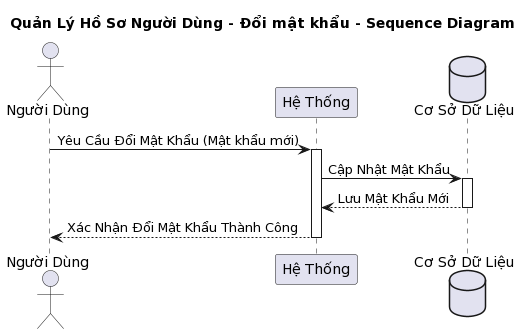 Quản Lý Hồ Sơ Người Dùng - Đổi mật khẩu - Sequence Diagram
Người Dùng
Hệ Thống
Cơ Sở Dữ Liệu
Yêu Cầu Đổi Mật Khẩu (Mật khẩu mới)
Cập Nhật Mật Khẩu
Lưu Mật Khẩu Mới
Xác Nhận Đổi Mật Khẩu Thành Công
Người Dùng
Hệ Thống
Cơ Sở Dữ Liệu